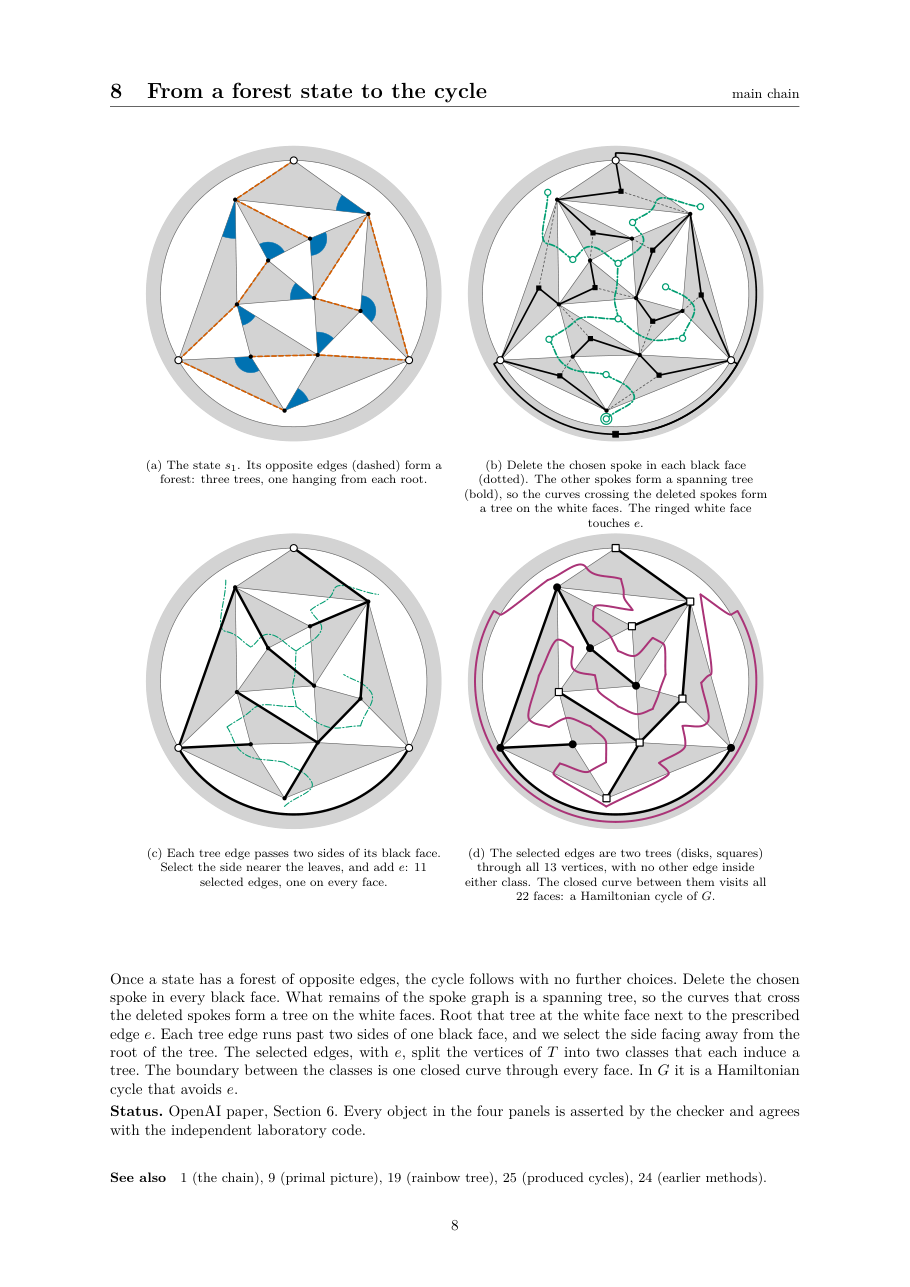 8 From a forest state to the cycle
main chain
(a) The state s₁. Its opposite edges (dashed) form a
forest: three trees, one hanging from each root.
(b) Delete the chosen spoke in each black face
(dotted). The other spokes form a spanning tree
(bold), so the curves crossing the deleted spokes form
a tree on the white faces. The ringed white face
touches e.
(c) Each tree edge passes two sides of its black face.
Select the side nearer the leaves, and add e: 11
selected edges, one on every face.
(d) The selected edges are two trees (disks, squares)
through all 13 vertices, with no other edge inside
either class. The closed curve between them visits all
22 faces: a Hamiltonian cycle of G.
Once a state has a forest of opposite edges, the cycle follows with no further choices. Delete the chosen
spoke in every black face. What remains of the spoke graph is a spanning tree, so the curves that cross
the deleted spokes form a tree on the white faces. Root that tree at the white face next to the prescribed
edge e. Each tree edge runs past two sides of one black face, and we select the side facing away from the
root of the tree. The selected edges, with e, split the vertices of T into two classes that each induce a
tree. The boundary between the classes is one closed curve through every face. In G it is a Hamiltonian
cycle that avoids e.
Status. OpenAI paper, Section 6. Every object in the four panels is asserted by the checker and agrees
with the independent laboratory code.
See also 1 (the chain), 9 (primal picture), 19 (rainbow tree), 25 (produced cycles), 24 (earlier methods).
8